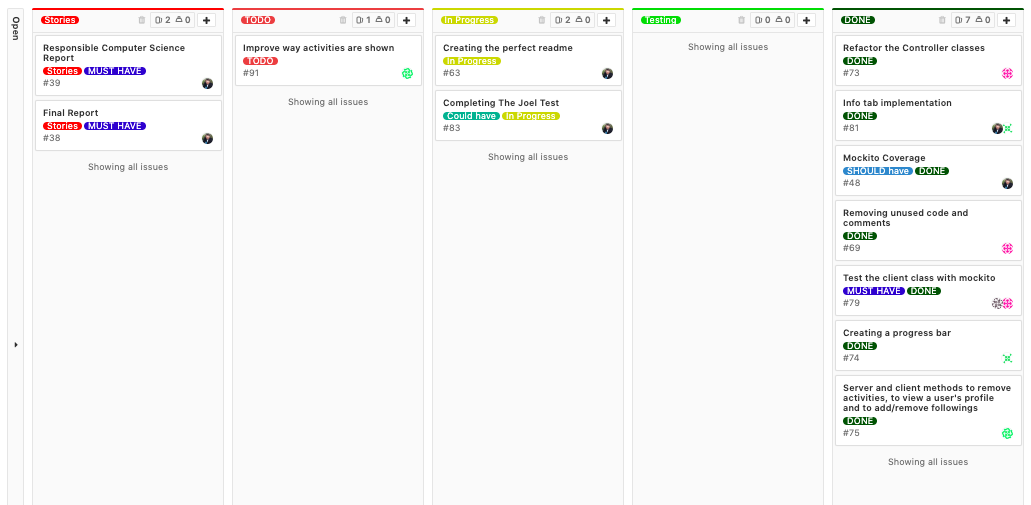 Open
Stories 2 0
Responsible Computer Science
Report
Stories MUST HAVE
#39
Final Report
Stories MUST HAVE
#38
Showing all issues
TODO 1 0
Improve way activities are shown
TODO
#91
Showing all issues
In Progress 2 0
Creating the perfect readme
In Progress
#63
Completing The Joel Test
Could have In Progress
#83
Showing all issues
Testing 0 0
Showing all issues
DONE 7 0
Refactor the Controller classes
DONE
#73
Info tab implementation
DONE
#81
Mockito Coverage
SHOULD have DONE
#48
Removing unused code and
comments
DONE
#69
Test the client class with mockito
MUST HAVE DONE
#79
Creating a progress bar
DONE
#74
Server and client methods to remove
activities, to view a user's profile
and to add/remove followings
DONE
#75
Showing all issues